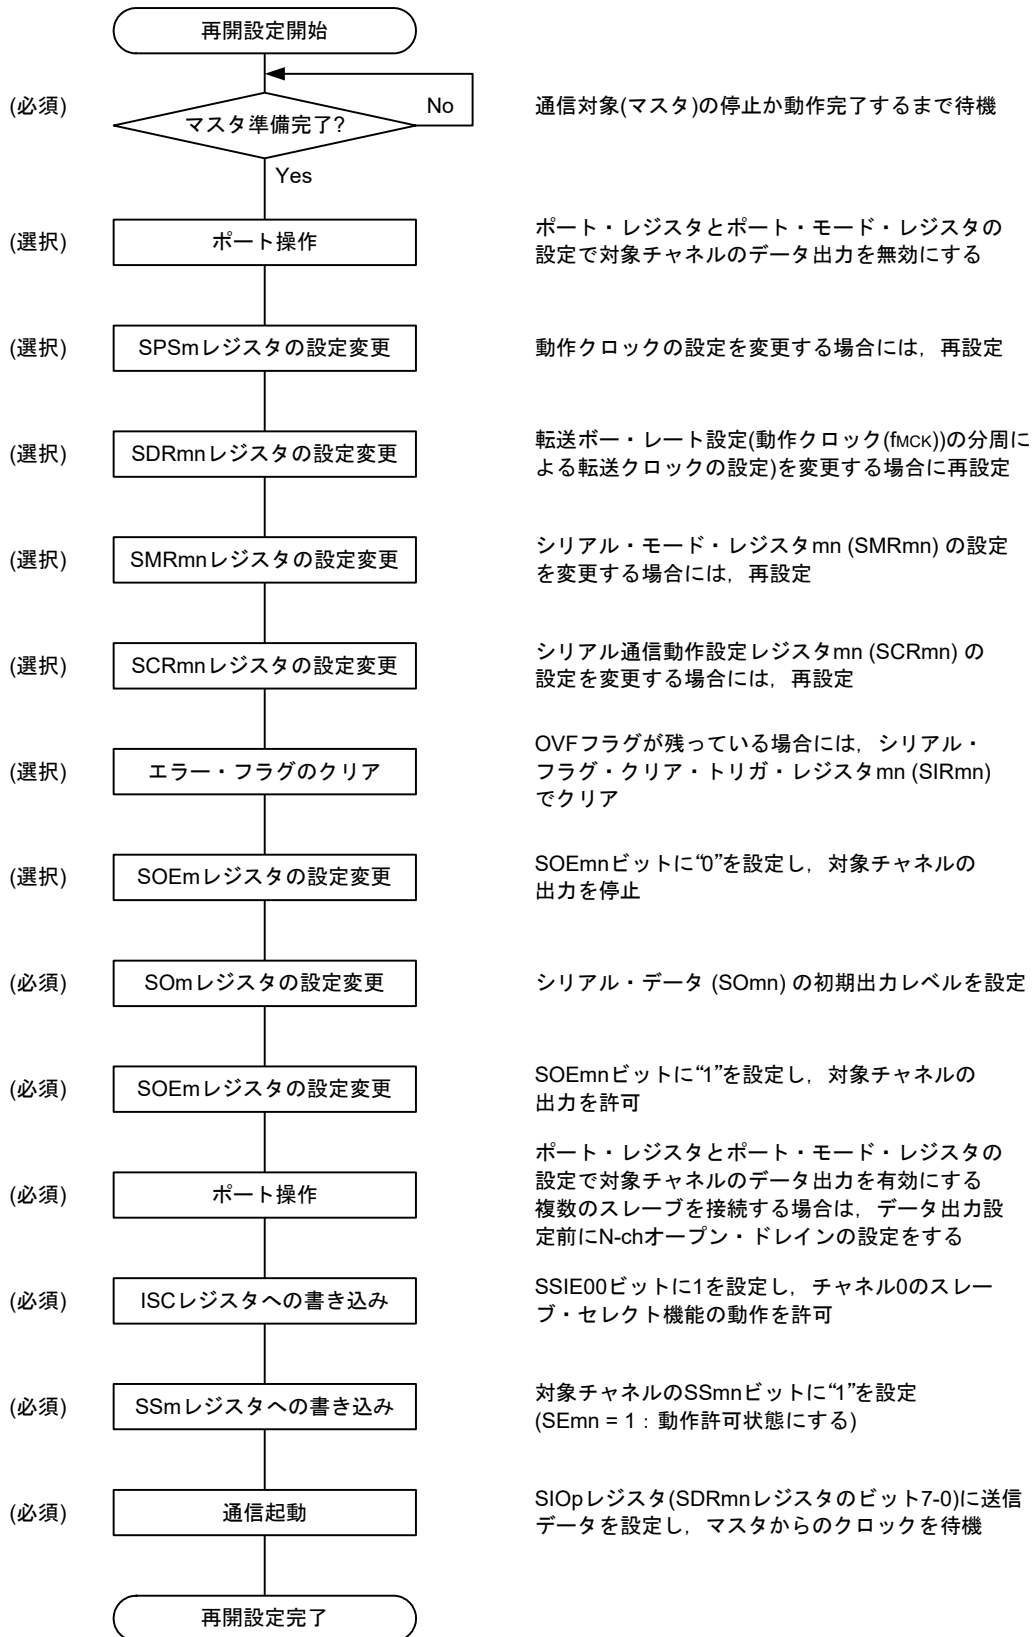 再開設定開始
(必須)
マスタ準備完了?
No
通信対象(マスタ)の停止か動作完了するまで待機
Yes
(選択)
ポート操作
ポート・レジスタとポート・モード・レジスタの
設定で対象チャネルのデータ出力を無効にする
(選択)
SPSmレジスタの設定変更
動作クロックの設定を変更する場合には，再設定
(選択)
SDRmnレジスタの設定変更
転送ボー・レート設定(動作クロック(fMCK))の分周に
よる転送クロックの設定)を変更する場合に再設定
(選択)
SMRmnレジスタの設定変更
シリアル・モード・レジスタmn (SMRmn) の設定
を変更する場合には，再設定
(選択)
SCRmnレジスタの設定変更
シリアル通信動作設定レジスタmn (SCRmn) の
設定を変更する場合には，再設定
(選択)
エラー・フラグのクリア
OVFフラグが残っている場合には，シリアル・
フラグ・クリア・トリガ・レジスタmn (SIRmn)
でクリア
(選択)
SOEmレジスタの設定変更
SOEmnビットに“0”を設定し，対象チャネルの
出力を停止
(必須)
SOmレジスタの設定変更
シリアル・データ (SOmn) の初期出力レベルを設定
(必須)
SOEmレジスタの設定変更
SOEmnビットに“1”を設定し，対象チャネルの
出力を許可
(必須)
ポート操作
ポート・レジスタとポート・モード・レジスタの
設定で対象チャネルのデータ出力を有効にする
複数のスレーブを接続する場合は，データ出力設
定前にN-chオープン・ドレインの設定をする
(必須)
ISCレジスタへの書き込み
SSIE00ビットに1を設定し，チャネル0のスレー
ブ・セレクト機能の動作を許可
(必須)
SSmレジスタへの書き込み
対象チャネルのSSmnビットに“1”を設定
(SEmn = 1：動作許可状態にする)
(必須)
通信起動
SIOpレジスタ(SDRmnレジスタのビット7-0)に送信
データを設定し，マスタからのクロックを待機
再開設定完了